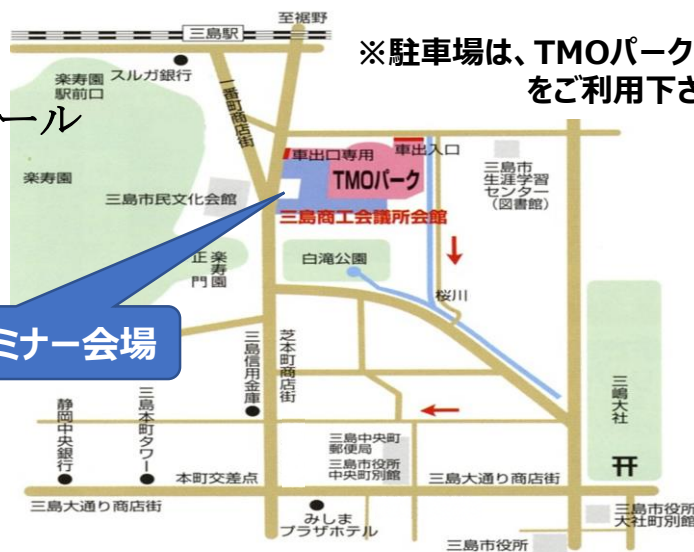 至裾野
三島駅
※駐車場は、TMOパーク
をご利用下さ
スルガ銀行
楽寿園
駅前口
一番町商店街
ール
車出口専用
車出入口
TMOパーク
三島市
生涯学習
センター
（図書館）
楽寿園
三島市民文化会館
三島商工会議所会館
楽寿園
正門
白滝公園
桜川
ミナー会場
三島信用金庫
芝本町商店街
三嶋大社
静岡中央銀行
三島本町タワー
三島中央町
郵便局
三島市役所
中央町別館
本町交差点
三島大通り商店街
三島大通り商店街
みしま
プラザホテル
三島市役所
大社町別館
三島市役所